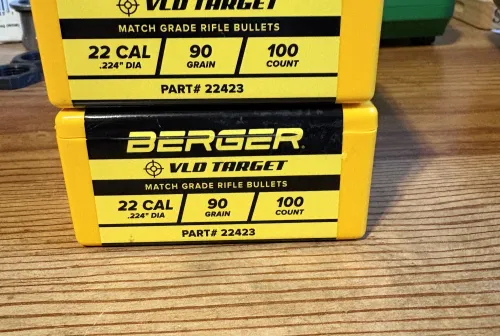 VLD TARGET
MATCH GRADE RIFLE BULLETS
22 CAL 90 100
.224" DIA GRAIN COUNT
PART# 22423
BERGER
VLD TARGET
MATCH GRADE RIFLE BULLETS
22 CAL 90 100
.224" DIA GRAIN COUNT
PART# 22423